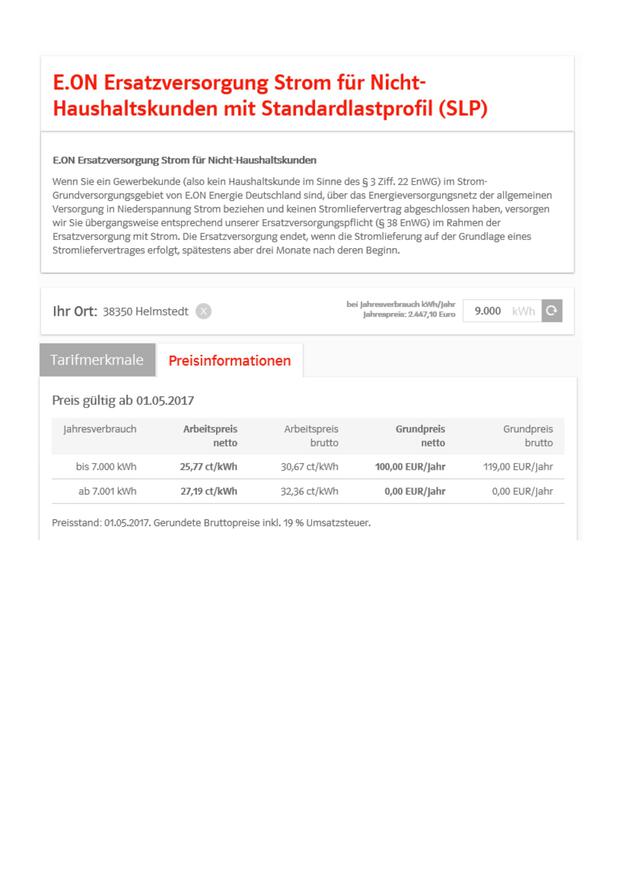 E.ON Ersatzversorgung Strom für Nicht-
Haushaltskunden mit Standardlastprofil (SLP)
E.ON Ersatzversorgung Strom für Nicht-Haushaltskunden
Wenn Sie ein Gewerbekunde (also kein Haushaltskunde im Sinne des § 3 Ziff. 22 EnWG) im Strom-
Grundversorgungsgebiet von E.ON Energie Deutschland sind, über das Energieversorgungsnetz der allgemeinen
Versorgung in Niederspannung Strom beziehen und keinen Stromliefervertrag abgeschlossen haben, versorgen
wir Sie übergangsweise entsprechend unserer Ersatzversorgungspflicht (§ 38 EnWG) im Rahmen der
Ersatzversorgung mit Strom. Die Ersatzversorgung endet, wenn die Stromlieferung auf der Grundlage eines
Stromliefervertrages erfolgt, spätestens aber drei Monate nach deren Beginn.
Ihr Ort: 38350 Helmstedt X
bei Jahresverbrauch kWh/Jahr
Jahrespreis: 2.447,10 Euro
9.000 kWh
Tarifmerkmale Preisinformationen
Preis gültig ab 01.05.2017
Jahresverbrauch Arbeitspreis netto Arbeitspreis brutto Grundpreis netto Grundpreis brutto
bis 7.000 kWh 25,77 ct/kWh 30,67 ct/kWh 100,00 EUR/Jahr 119,00 EUR/Jahr
ab 7.001 kWh 27,19 ct/kWh 32,36 ct/kWh 0,00 EUR/Jahr 0,00 EUR/Jahr
Preisstand: 01.05.2017. Gerundete Bruttopreise inkl. 19 % Umsatzsteuer.